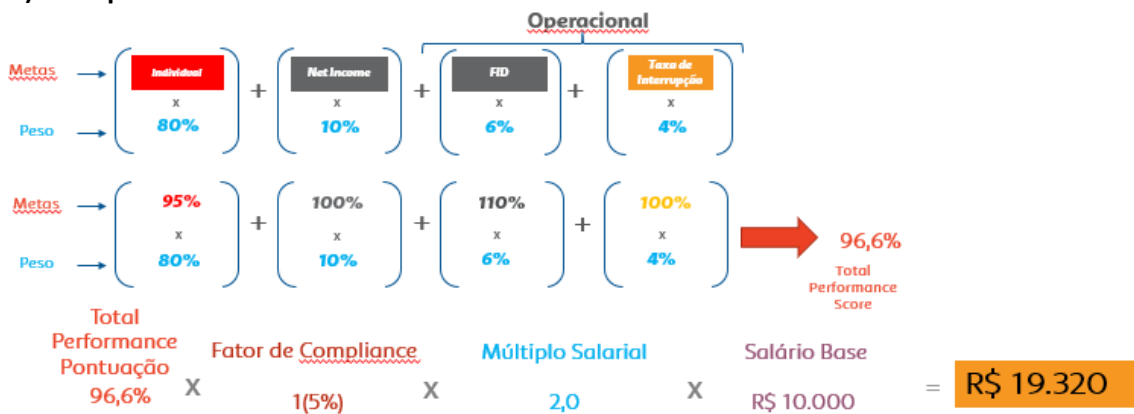 Operacional
Metas Individual + Net Income + FID + Taxa de Interrupção
x x x x
Peso 80% 10% 6% 4%
Metas 95% + 100% + 110% + 100%
x x x x
Peso 80% 10% 6% 4%
96,6%
Total
Performance
Score
Total
Performance
Pontuação
96,6%
X
Fator de Compliance
1(5%)
X
Múltiplo Salarial
2,0
X
Salário Base
R$ 10.000
=
R$ 19.320